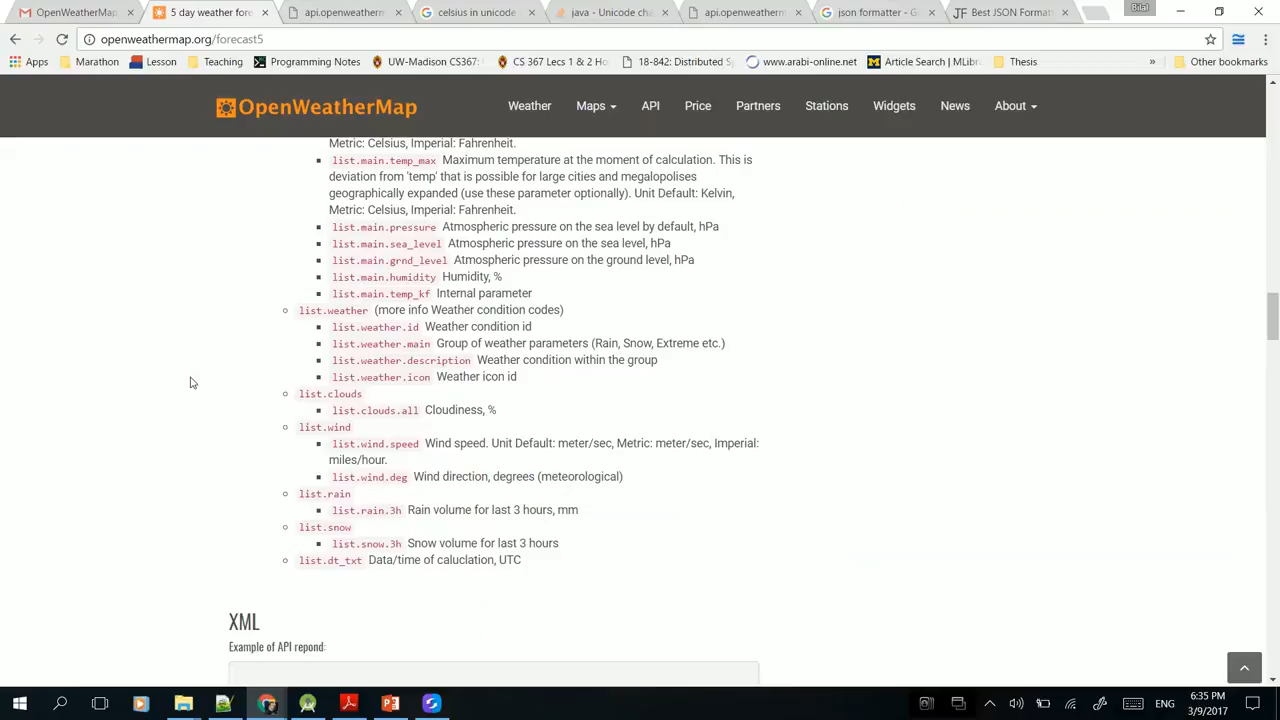 OpenWeatherMap
5 day weather fore
api.openweatherm
celsius in unicode
java - Unicode cha
api.openweatherm
json formatter - G
JF Best JSON Format
Bilal
openweathermap.org/forecast5
Apps
Marathon
Lesson
Teaching
Programming Notes
UW-Madison CS367:
CS 367 Lecs 1 & 2 Ho
18-842: Distributed S
www.arabi-online.net
Article Search | MLib
Thesis
»
Other bookmarks
OpenWeatherMap
Weather
Maps
API
Price
Partners
Stations
Widgets
News
About
Metric: Celsius, Imperial: Fahrenheit.
list.main.temp_max Maximum temperature at the moment of calculation. This is
deviation from 'temp' that is possible for large cities and megalopolises
geographically expanded (use these parameter optionally). Unit Default: Kelvin,
Metric: Celsius, Imperial: Fahrenheit.
list.main.pressure Atmospheric pressure on the sea level by default, hPa
list.main.sea_level Atmospheric pressure on the sea level, hPa
list.main.grnd_level Atmospheric pressure on the ground level, hPa
list.main.humidity Humidity, %
list.main.temp_kf Internal parameter
list.weather (more info Weather condition codes)
list.weather.id Weather condition id
list.weather.main Group of weather parameters (Rain, Snow, Extreme etc.)
list.weather.description Weather condition within the group
list.weather.icon Weather icon id
list.clouds
list.clouds.all Cloudiness, %
list.wind
list.wind.speed Wind speed. Unit Default: meter/sec, Metric: meter/sec, Imperial:
miles/hour.
list.wind.deg Wind direction, degrees (meteorological)
list.rain
list.rain.3h Rain volume for last 3 hours, mm
list.snow
list.snow.3h Snow volume for last 3 hours
list.dt_txt Data/time of caluclation, UTC
XML
Example of API repond:
ENG
6:35 PM
3/9/2017